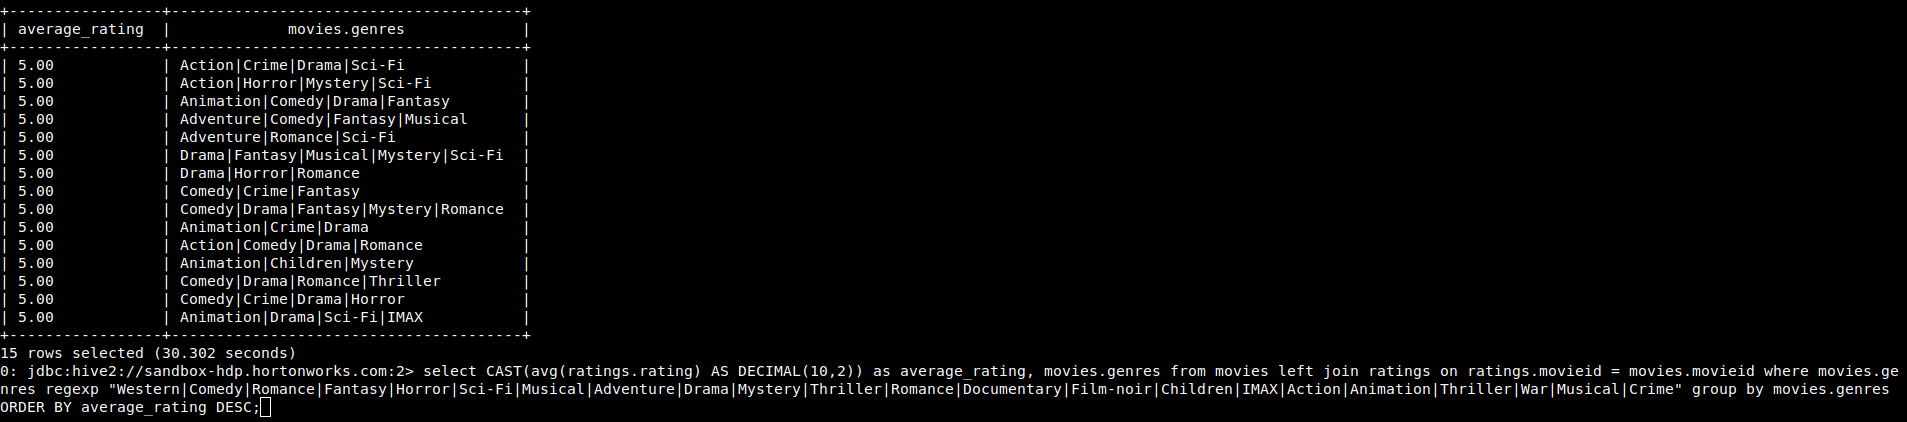 +-----------------+---------------------------------------+
| average_rating  |             movies.genres             |
+-----------------+---------------------------------------+
| 5.00            | Action|Crime|Drama|Sci-Fi             |
| 5.00            | Action|Horror|Mystery|Sci-Fi          |
| 5.00            | Animation|Comedy|Drama|Fantasy        |
| 5.00            | Adventure|Comedy|Fantasy|Musical      |
| 5.00            | Adventure|Romance|Sci-Fi              |
| 5.00            | Drama|Fantasy|Musical|Mystery|Sci-Fi  |
| 5.00            | Drama|Horror|Romance                  |
| 5.00            | Comedy|Crime|Fantasy                  |
| 5.00            | Comedy|Drama|Fantasy|Mystery|Romance  |
| 5.00            | Animation|Crime|Drama                 |
| 5.00            | Action|Comedy|Drama|Romance           |
| 5.00            | Animation|Children|Mystery            |
| 5.00            | Comedy|Drama|Romance|Thriller         |
| 5.00            | Comedy|Crime|Drama|Horror             |
| 5.00            | Animation|Drama|Sci-Fi|IMAX           |
+-----------------+---------------------------------------+
15 rows selected (30.302 seconds)
0: jdbc:hive2://sandbox-hdp.hortonworks.com:2> select CAST(avg(ratings.rating) AS DECIMAL(10,2)) as average_rating, movies.genres from movies left join ratings on ratings.movieid = movies.movieid where movies.ge
nres regexp "Western|Comedy|Romance|Fantasy|Horror|Sci-Fi|Musical|Adventure|Drama|Mystery|Thriller|Romance|Documentary|Film-noir|Children|IMAX|Action|Animation|Thriller|War|Musical|Crime" group by movies.genres
ORDER BY average_rating DESC;